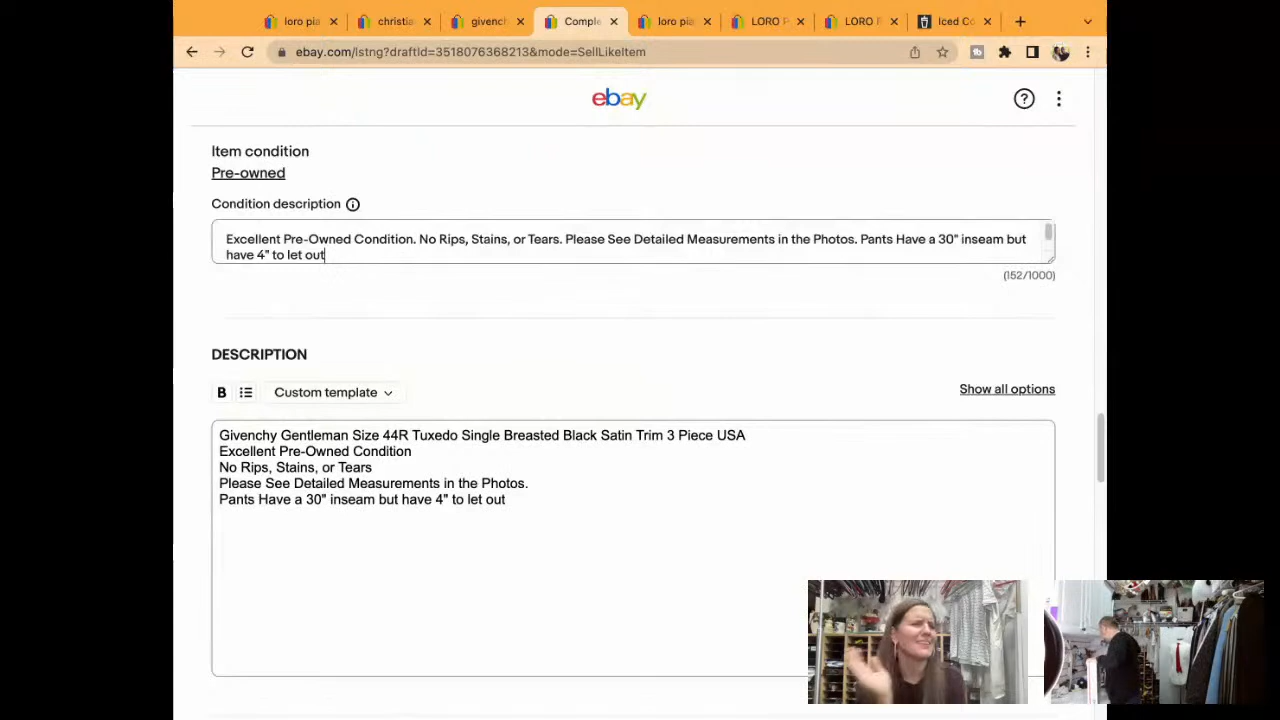 loro pia
christia
givench
Comple
loro pia
LORO P
LORO F
Iced Co
ebay.com/lstng?draftId=3518076368213&mode=SellLikeItem
ebay
Item condition
Pre-owned
Condition description
Excellent Pre-Owned Condition. No Rips, Stains, or Tears. Please See Detailed Measurements in the Photos. Pants Have a 30" inseam but
have 4" to let out
(152/1000)
DESCRIPTION
B
Custom template
Show all options
Givenchy Gentleman Size 44R Tuxedo Single Breasted Black Satin Trim 3 Piece USA
Excellent Pre-Owned Condition
No Rips, Stains, or Tears
Please See Detailed Measurements in the Photos.
Pants Have a 30" inseam but have 4" to let out